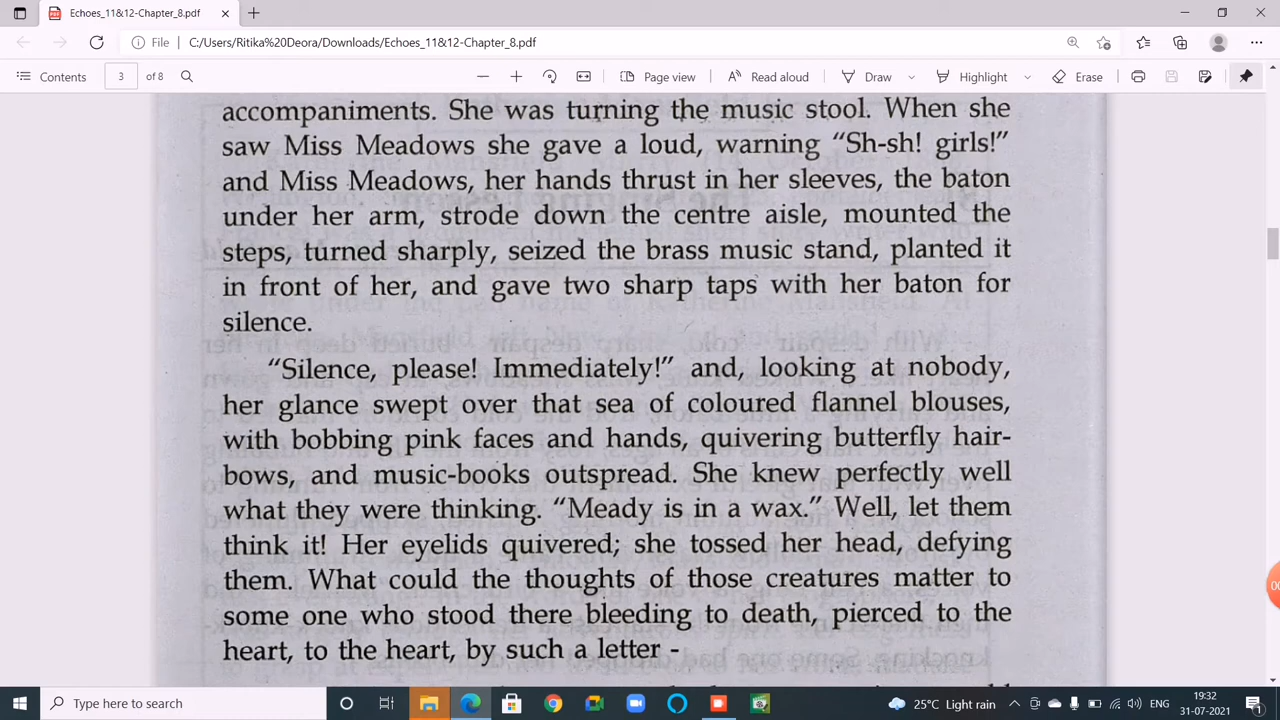 Echoes_11&12-Chapter_8.pdf
File C:/Users/Ritika%20Deora/Downloads/Echoes_11&12-Chapter_8.pdf
Contents 3 of 8 Page view Read aloud Draw Highlight Erase
accompaniments. She was turning the music stool. When she
saw Miss Meadows she gave a loud, warning “Sh-sh! girls!”
and Miss Meadows, her hands thrust in her sleeves, the baton
under her arm, strode down the centre aisle, mounted the
steps, turned sharply, seized the brass music stand, planted it
in front of her, and gave two sharp taps with her baton for
silence.
“Silence, please! Immediately!” and, looking at nobody,
her glance swept over that sea of coloured flannel blouses,
with bobbing pink faces and hands, quivering butterfly hair-
bows, and music-books outspread. She knew perfectly well
what they were thinking. “Meady is in a wax.” Well, let them
think it! Her eyelids quivered; she tossed her head, defying
them. What could the thoughts of those creatures matter to
some one who stood there bleeding to death, pierced to the
heart, to the heart, by such a letter -
Type here to search
25°C Light rain
19:32
31-07-2021